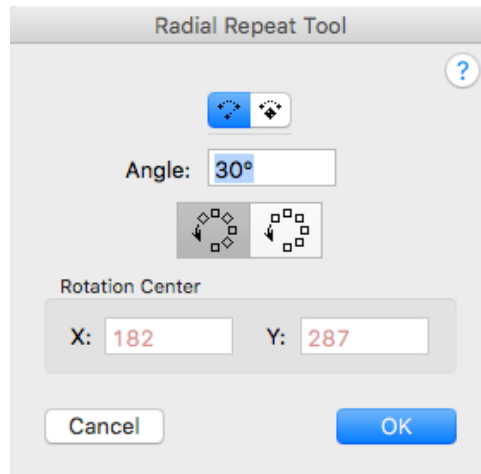 Radial Repeat Tool
?
Angle: 30°
Rotation Center
X: 182 Y: 287
Cancel OK